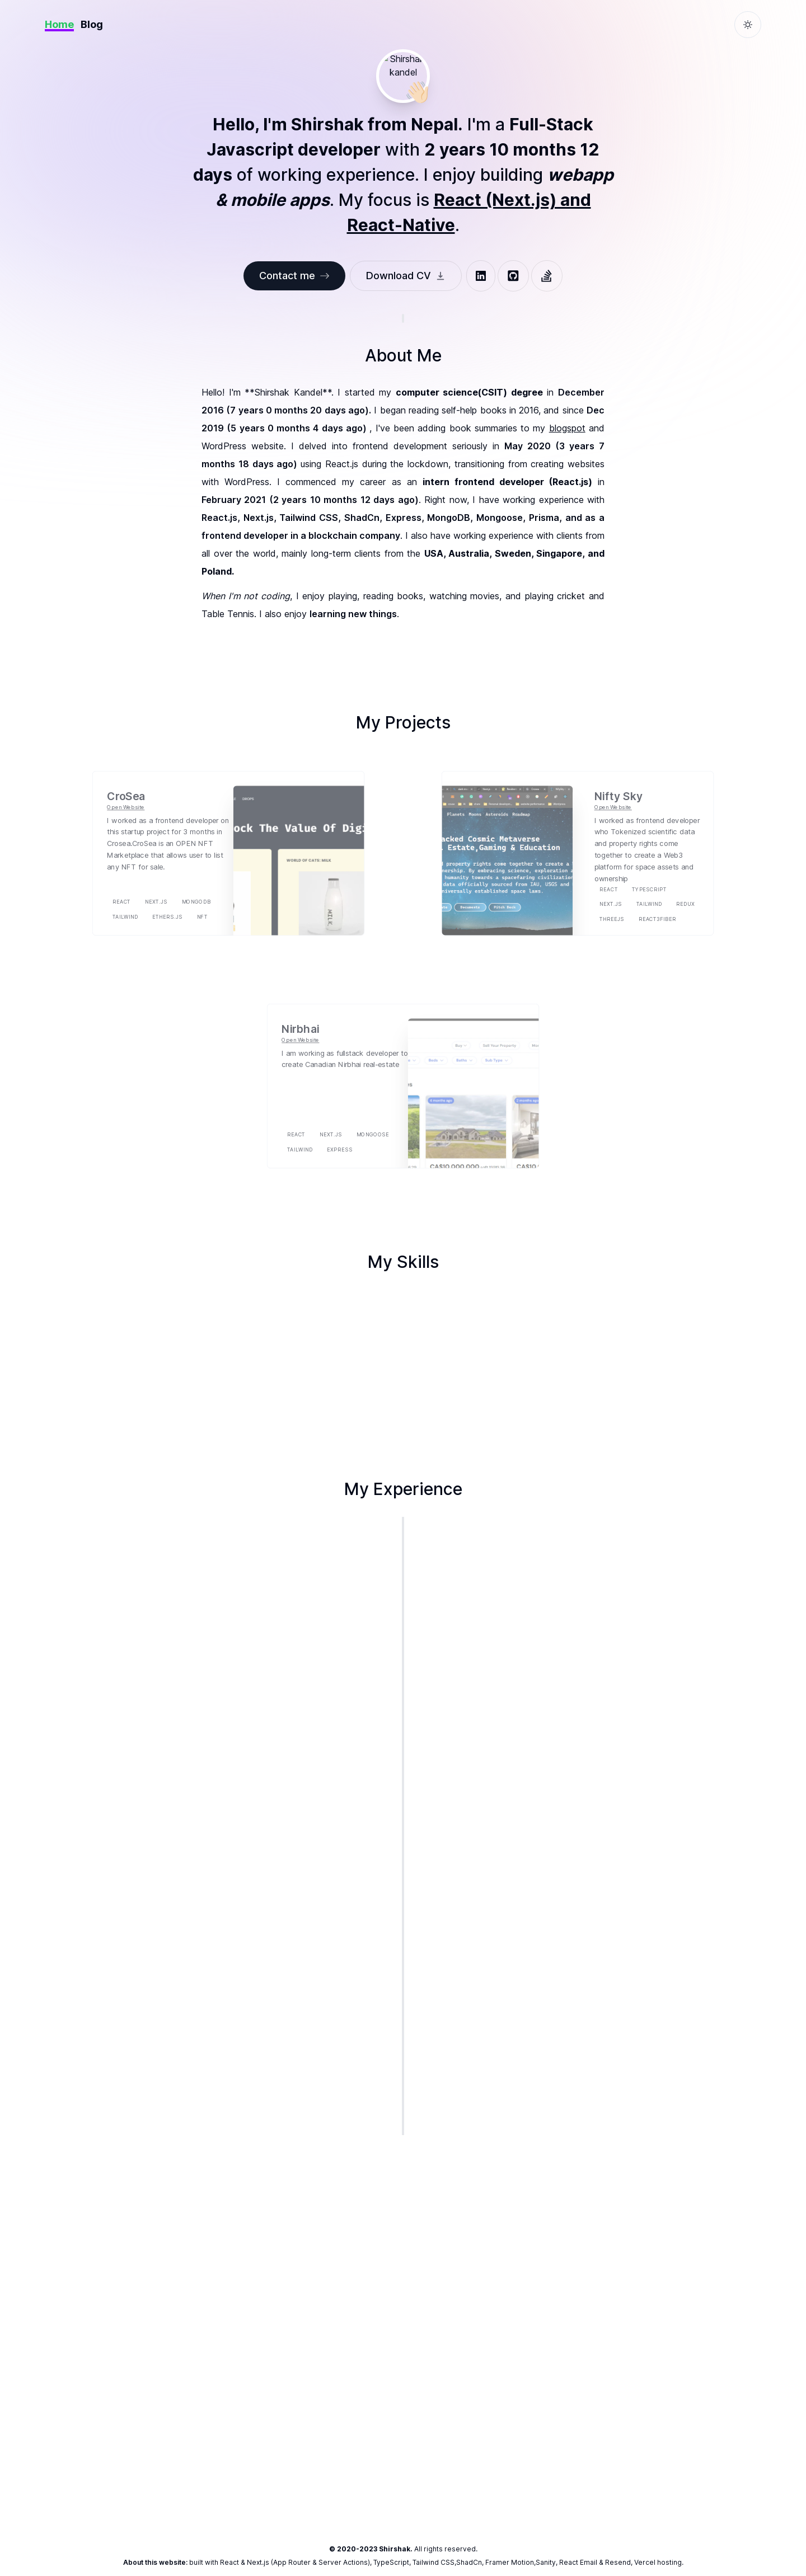 Home Blog
Shirshak
kandel
Hello, I'm Shirshak from Nepal. I'm a Full-Stack
Javascript developer with 2 years 10 months 12
days of working experience. I enjoy building webapp
& mobile apps. My focus is React (Next.js) and
React-Native.
Contact me
Download CV
About Me
Hello! I'm **Shirshak Kandel**. I started my computer science(CSIT) degree in December
2016 (7 years 0 months 20 days ago). I began reading self-help books in 2016, and since Dec
2019 (5 years 0 months 4 days ago) , I've been adding book summaries to my blogspot and
WordPress website. I delved into frontend development seriously in May 2020 (3 years 7
months 18 days ago) using React.js during the lockdown, transitioning from creating websites
with WordPress. I commenced my career as an intern frontend developer (React.js) in
February 2021 (2 years 10 months 12 days ago). Right now, I have working experience with
React.js, Next.js, Tailwind CSS, ShadCn, Express, MongoDB, Mongoose, Prisma, and as a
frontend developer in a blockchain company. I also have working experience with clients from
all over the world, mainly long-term clients from the USA, Australia, Sweden, Singapore, and
Poland.
When I'm not coding, I enjoy playing, reading books, watching movies, and playing cricket and
Table Tennis. I also enjoy learning new things.
My Projects
CroSea
Open Website
I worked as a frontend developer on
this startup project for 3 months in
Crosea.CroSea is an OPEN NFT
Marketplace that allows user to list
any NFT for sale.
REACT NEXT.JS MONGODB
TAILWIND ETHERS.JS NFT
ock The Value Of Digi
WORLD OF CATS: MILK
MILK
Planets Moons Asteroids Roadmap
acked Cosmic Metaverse
Estate,Gaming & Education
Nifty Sky
Open Website
I worked as frontend developer
who Tokenized scientific data
and property rights come
together to create a Web3
platform for space assets and
ownership
REACT TYPESCRIPT
NEXT.JS TAILWIND REDUX
THREEJS REACT3FIBER
Nirbhai
Open Website
I am working as fullstack developer to
create Canadian Nirbhai real-estate
REACT NEXT.JS MONGOOSE
TAILWIND EXPRESS
Buy
Sell Your Property
Beds
Baths
Sub Type
My Skills
My Experience
© 2020-2023 Shirshak. All rights reserved.
About this website: built with React & Next.js (App Router & Server Actions), TypeScript, Tailwind CSS,ShadCn, Framer Motion,Sanity, React Email & Resend, Vercel hosting.